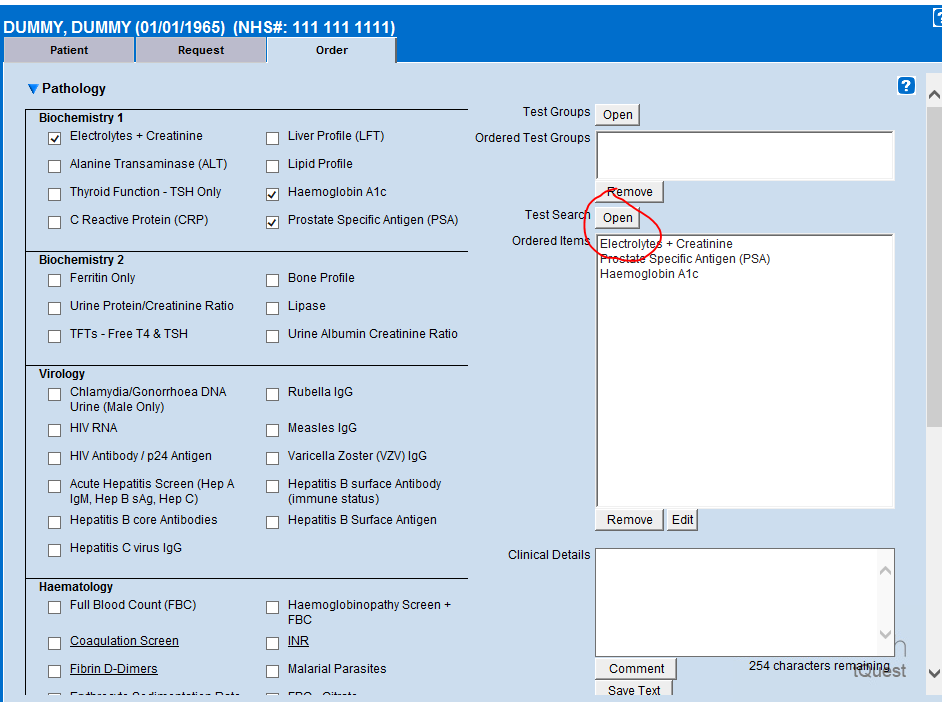 DUMMY, DUMMY (01/01/1965) (NHS#: 111 111 1111)
Patient
Request
Order
Pathology
Biochemistry 1
Electrolytes + Creatinine
Liver Profile (LFT)
Alanine Transaminase (ALT)
Lipid Profile
Thyroid Function - TSH Only
Haemoglobin A1c
C Reactive Protein (CRP)
Prostate Specific Antigen (PSA)
Biochemistry 2
Ferritin Only
Bone Profile
Urine Protein/Creatinine Ratio
Lipase
TFTs - Free T4 & TSH
Urine Albumin Creatinine Ratio
Virology
Chlamydia/Gonorrhoea DNA
Urine (Male Only)
Rubella IgG
HIV RNA
Measles IgG
HIV Antibody / p24 Antigen
Varicella Zoster (VZV) IgG
Acute Hepatitis Screen (Hep A
IgM, Hep B sAg, Hep C)
Hepatitis B surface Antibody
(immune status)
Hepatitis B core Antibodies
Hepatitis B Surface Antigen
Hepatitis C virus IgG
Haematology
Full Blood Count (FBC)
Haemoglobinopathy Screen +
FBC
Coagulation Screen
INR
Fibrin D-Dimers
Malarial Parasites
Erythrocyte Sedimentation Rate
FBC - Citrate
?
Test Groups
Open
Ordered Test Groups
Remove
Test Search
Open
Ordered Items
Electrolytes + Creatinine
Prostate Specific Antigen (PSA)
Haemoglobin A1c
Remove
Edit
Clinical Details
Comment
254 characters remaining
tQuest
Save Text